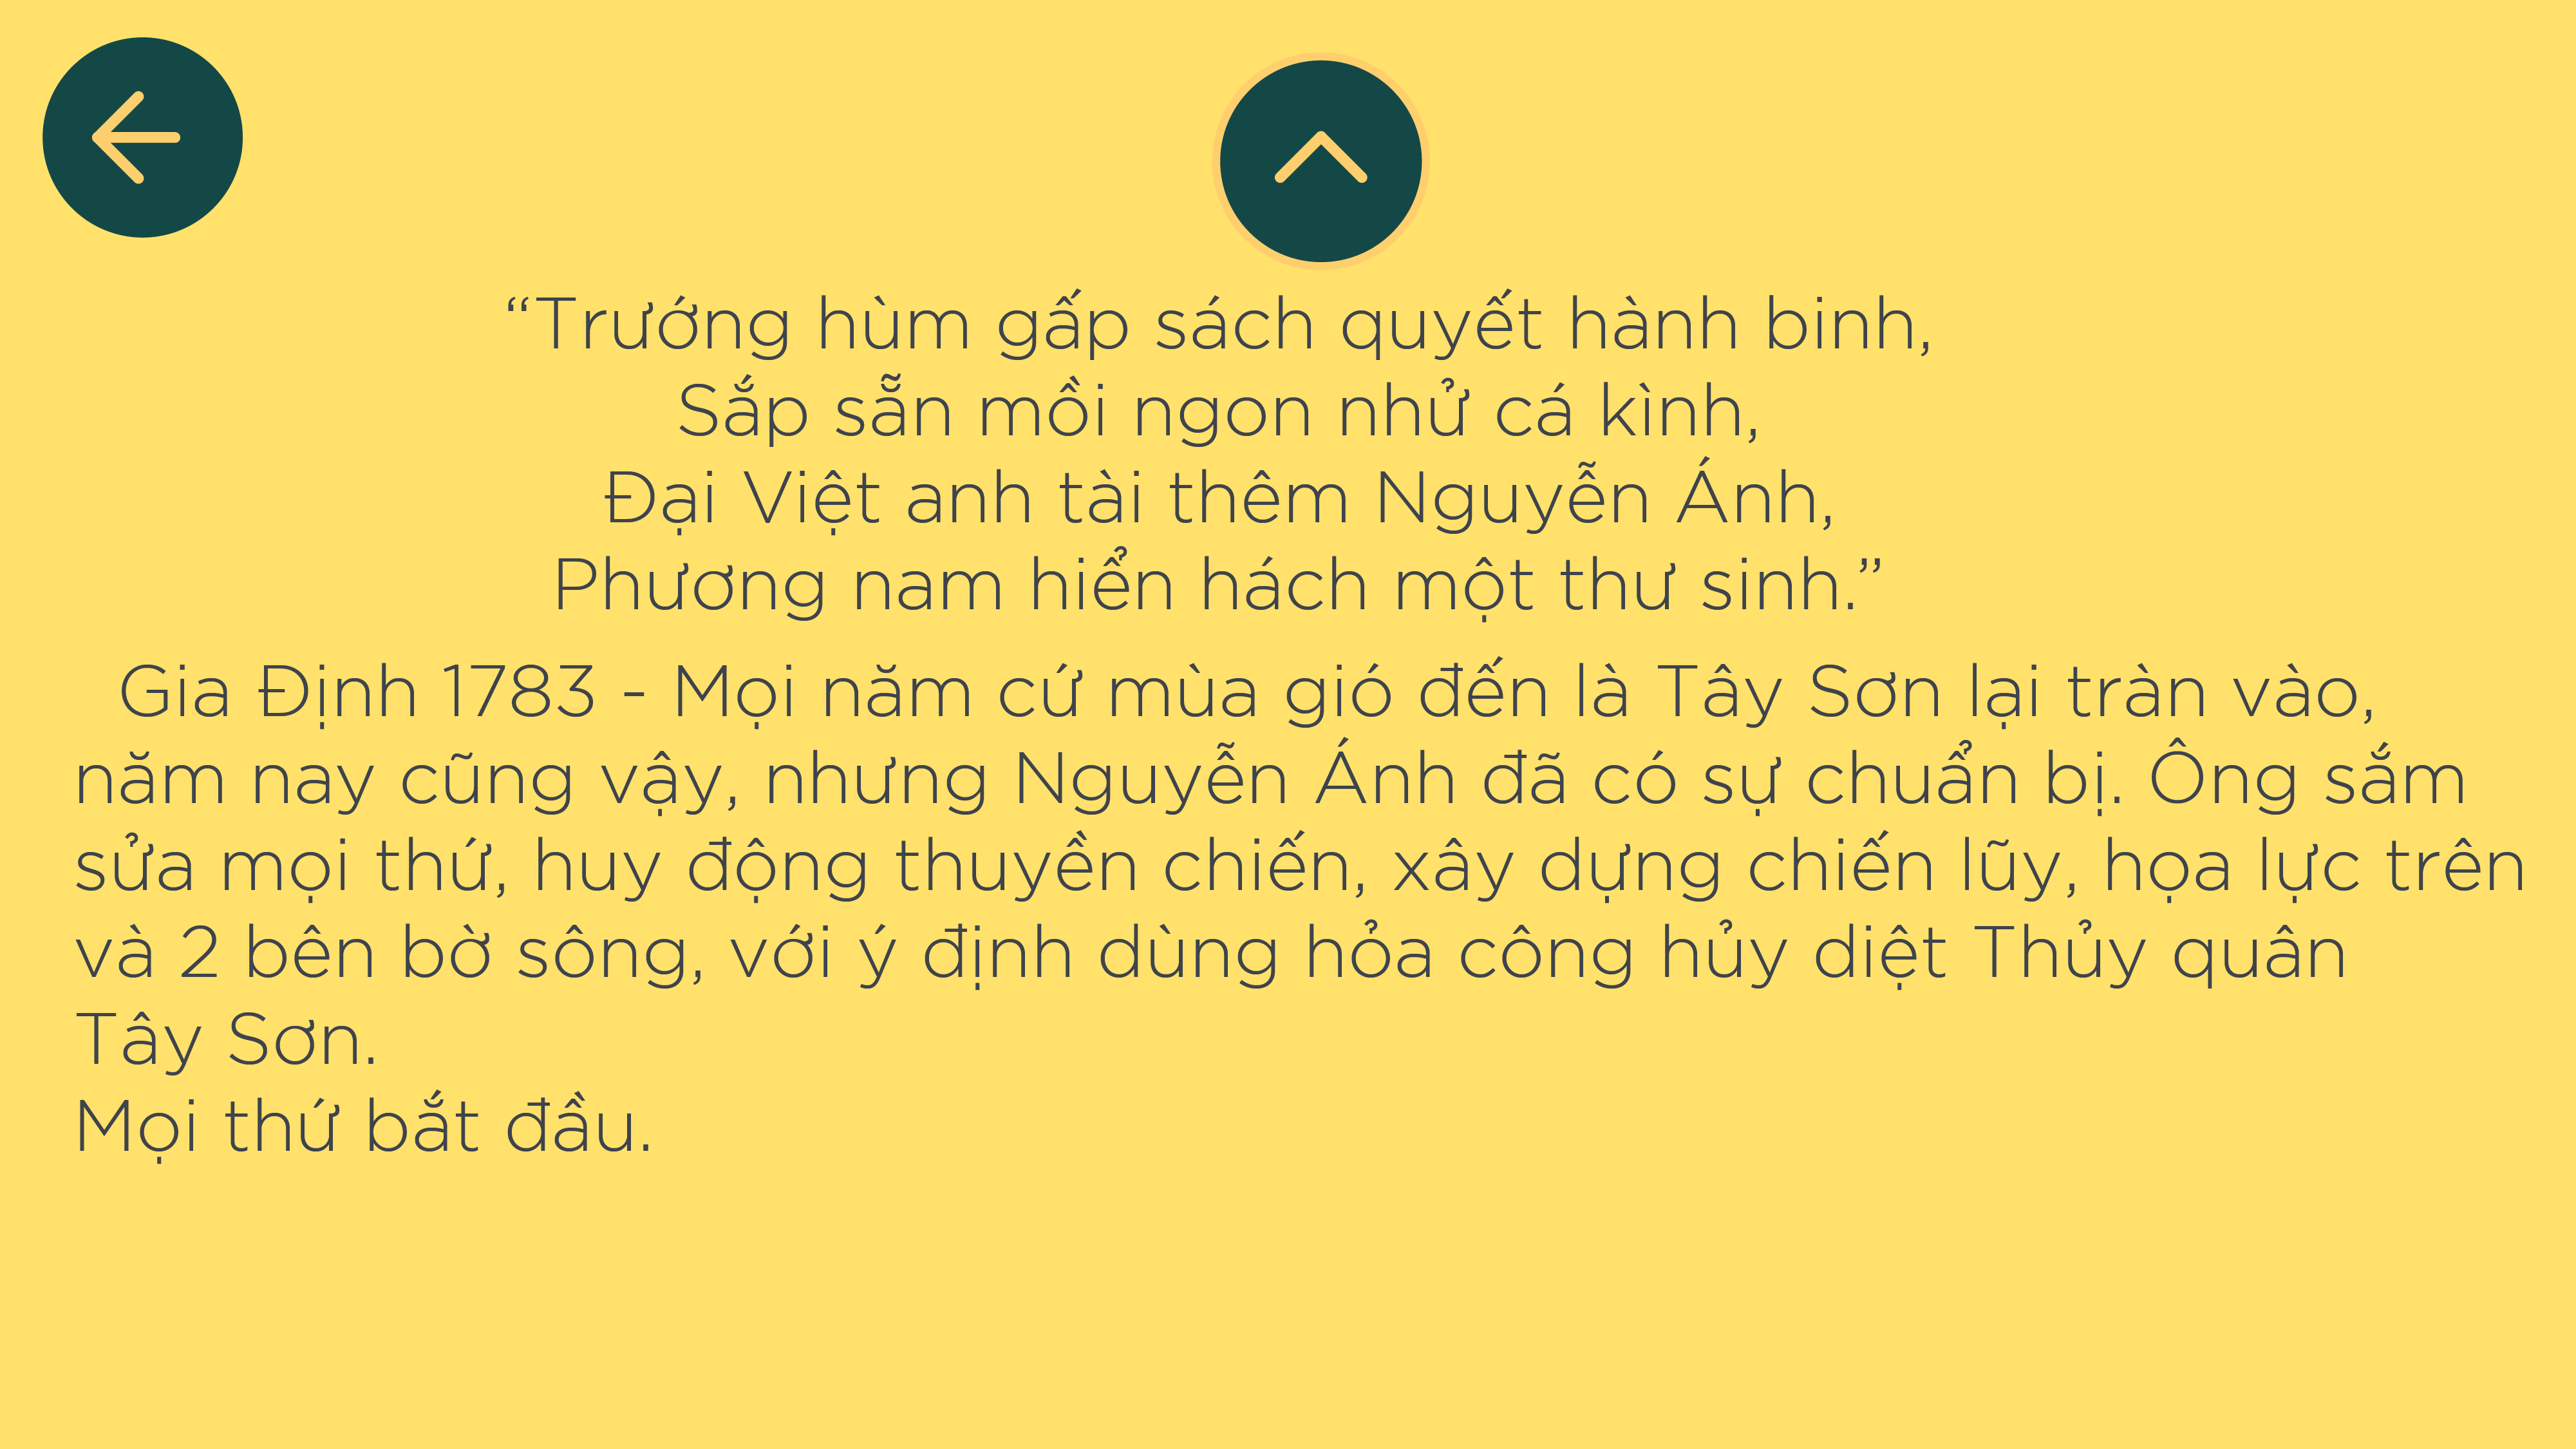 “Trướng hùm gấp sách quyết hành binh,
Sắp sẵn mồi ngon nhử cá kình,
Đại Việt anh tài thêm Nguyễn Ánh,
Phương nam hiển hách một thư sinh.”
Gia Định 1783 - Mọi năm cứ mùa gió đến là Tây Sơn lại tràn vào,
năm nay cũng vậy, nhưng Nguyễn Ánh đã có sự chuẩn bị. Ông sắm
sửa mọi thứ, huy động thuyền chiến, xây dựng chiến lũy, họa lực trên
và 2 bên bờ sông, với ý định dùng hỏa công hủy diệt Thủy quân
Tây Sơn.
Mọi thứ bắt đầu.